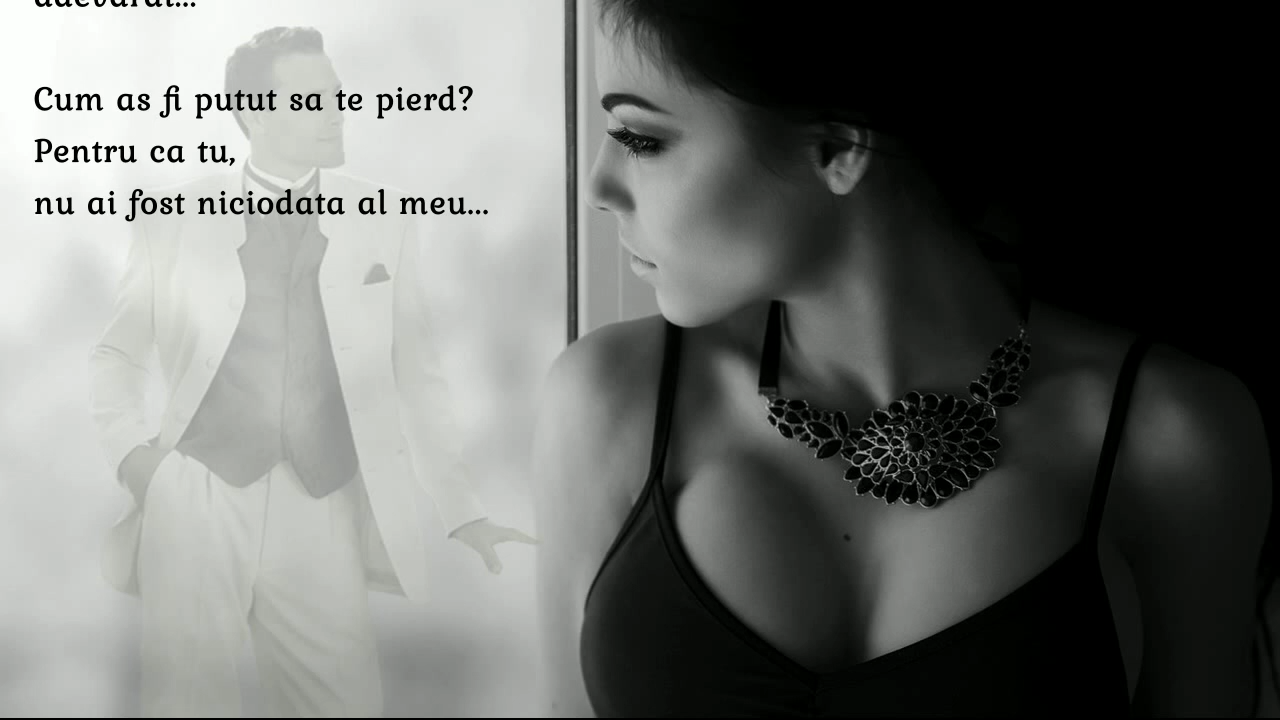 Cum as fi putut sa te pierd?
Pentru ca tu,
nu ai fost niciodata al meu...